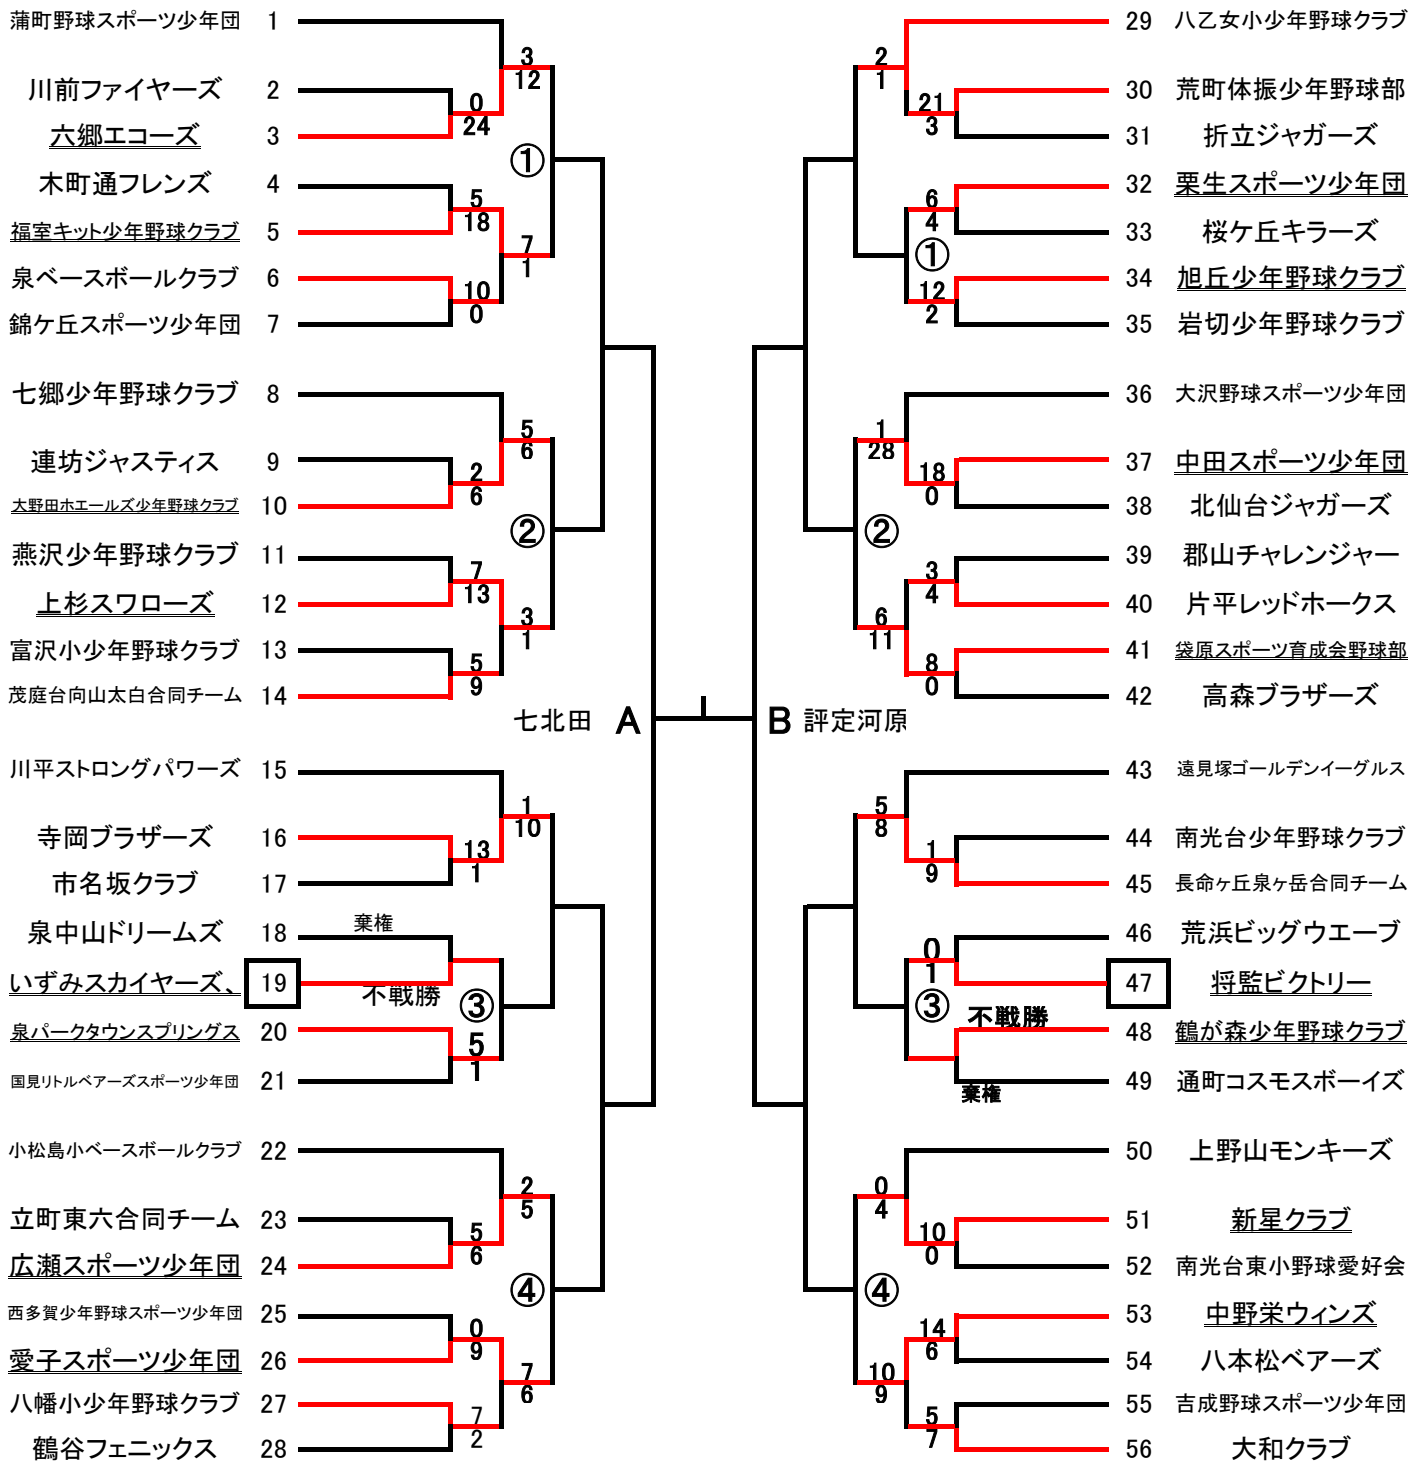 蒲町野球スポーツ少年団 1
3
12
川前ファイヤーズ 2
0
24
六郷エコーズ 3
①
木町通フレンズ 4
5
18
福室キット少年野球クラブ 5
7
1
泉ベースボールクラブ 6
10
0
錦ケ丘スポーツ少年団 7
七郷少年野球クラブ 8
5
6
連坊ジャスティス 9
2
6
大野田ホエールズ少年野球クラブ 10
②
燕沢少年野球クラブ 11
7
13
上杉スワローズ 12
3
1
富沢小少年野球クラブ 13
5
9
茂庭台向山太白合同チーム 14
七北田 A
川平ストロングパワーズ 15
1
10
寺岡ブラザーズ 16
13
1
市名坂クラブ 17
泉中山ドリームズ 18 棄権
いずみスカイヤーズ、 19
不戦勝
③
泉パークタウンスプリングス 20
5
1
国見リトルベアーズスポーツ少年団 21
小松島小ベースボールクラブ 22
2
5
立町東六合同チーム 23
5
6
広瀬スポーツ少年団 24
④
西多賀少年野球スポーツ少年団 25
0
9
愛子スポーツ少年団 26
7
6
八幡小少年野球クラブ 27
7
2
鶴谷フェニックス 28
29 八乙女小少年野球クラブ
2
1
30 荒町体振少年野球部
21
3
31 折立ジャガーズ
32 栗生スポーツ少年団
6
4
33 桜ケ丘キラーズ
①
34 旭丘少年野球クラブ
12
2
35 岩切少年野球クラブ
36 大沢野球スポーツ少年団
1
28
37 中田スポーツ少年団
18
0
38 北仙台ジャガーズ
②
39 郡山チャレンジャー
3
4
40 片平レッドホークス
6
11
41 袋原スポーツ育成会野球部
8
0
42 高森ブラザーズ
B 評定河原
43 遠見塚ゴールデンイーグルス
5
8
44 南光台少年野球クラブ
1
9
45 長命ヶ丘泉ヶ岳合同チーム
46 荒浜ビッグウエーブ
0
1
47 将監ビクトリー
③
不戦勝
48 鶴が森少年野球クラブ
49 通町コスモスボーイズ
棄権
50 上野山モンキーズ
0
4
51 新星クラブ
10
0
52 南光台東小野球愛好会
④
53 中野栄ウィンズ
14
6
54 八本松ベアーズ
10
9
55 吉成野球スポーツ少年団
5
7
56 大和クラブ